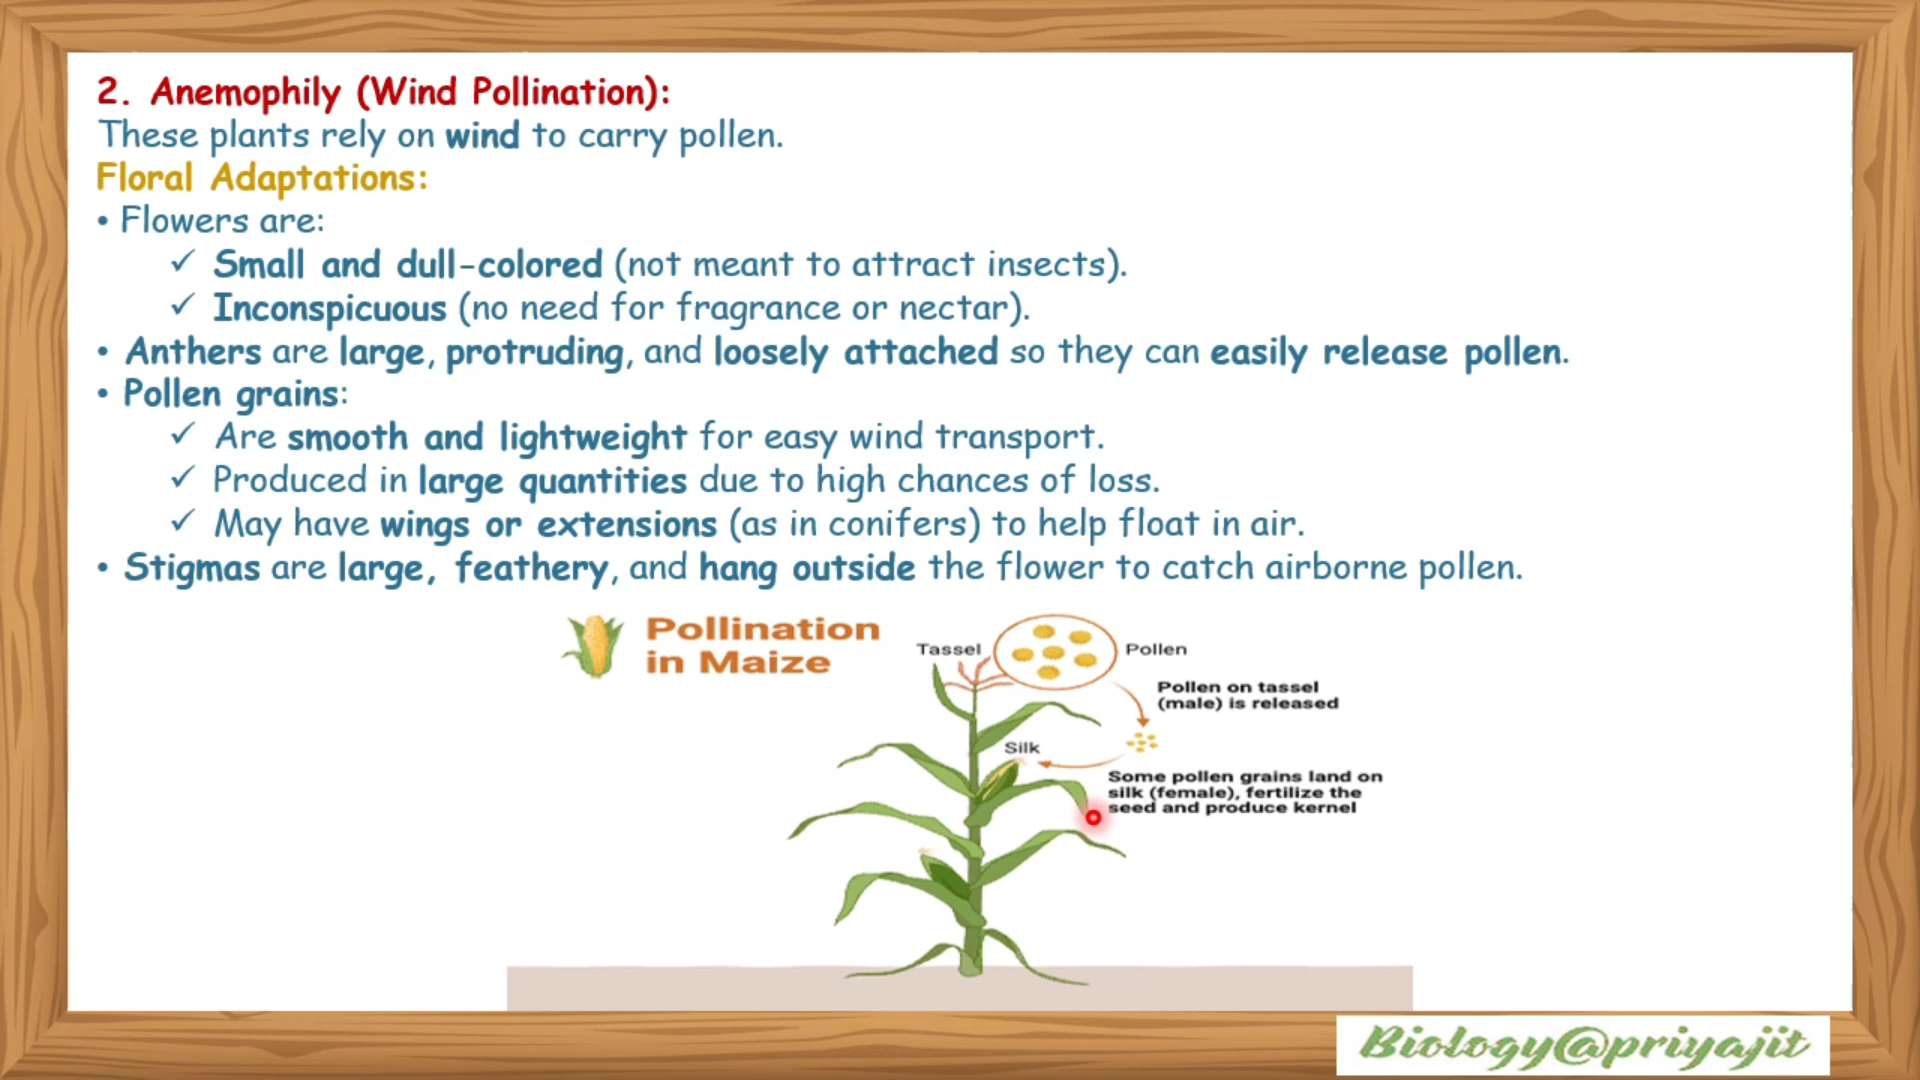 2. Anemophily (Wind Pollination):
These plants rely on wind to carry pollen.
Floral Adaptations:
• Flowers are:
✓ Small and dull-colored (not meant to attract insects).
✓ Inconspicuous (no need for fragrance or nectar).
• Anthers are large, protruding, and loosely attached so they can easily release pollen.
• Pollen grains:
✓ Are smooth and lightweight for easy wind transport.
✓ Produced in large quantities due to high chances of loss.
✓ May have wings or extensions (as in conifers) to help float in air.
• Stigmas are large, feathery, and hang outside the flower to catch airborne pollen.
Pollination
in Maize
Tassel
Pollen
Pollen on tassel
(male) is released
Silk
Some pollen grains land on
silk (female), fertilize the
seed and produce kernel
Biology@priyajit